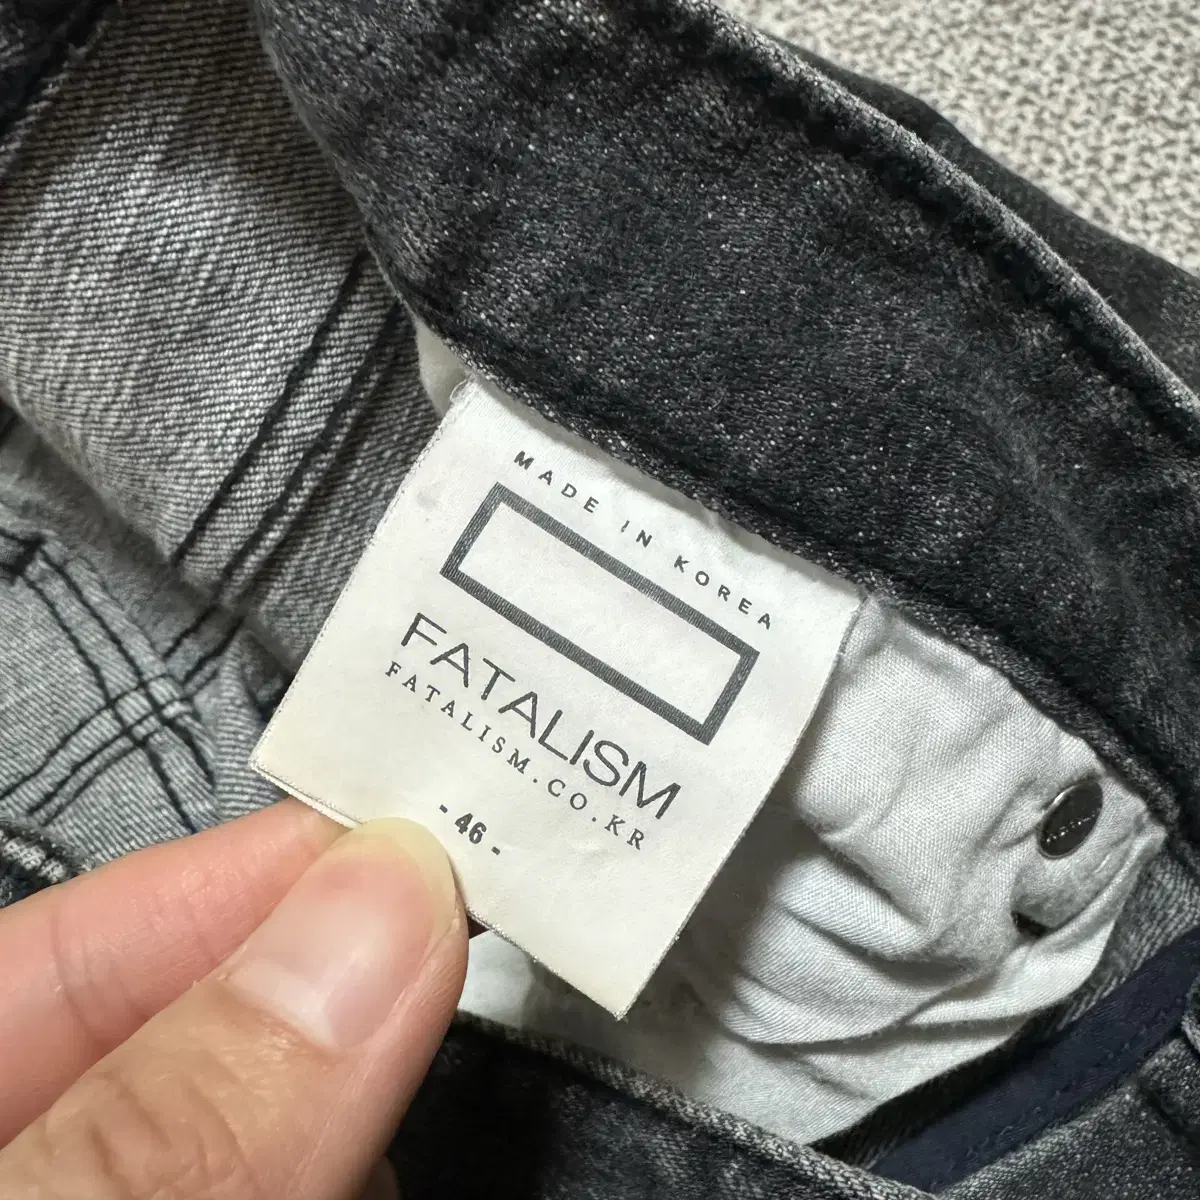 MADE IN KOREA
FATALISM
FATALISM.CO.KR
-46-